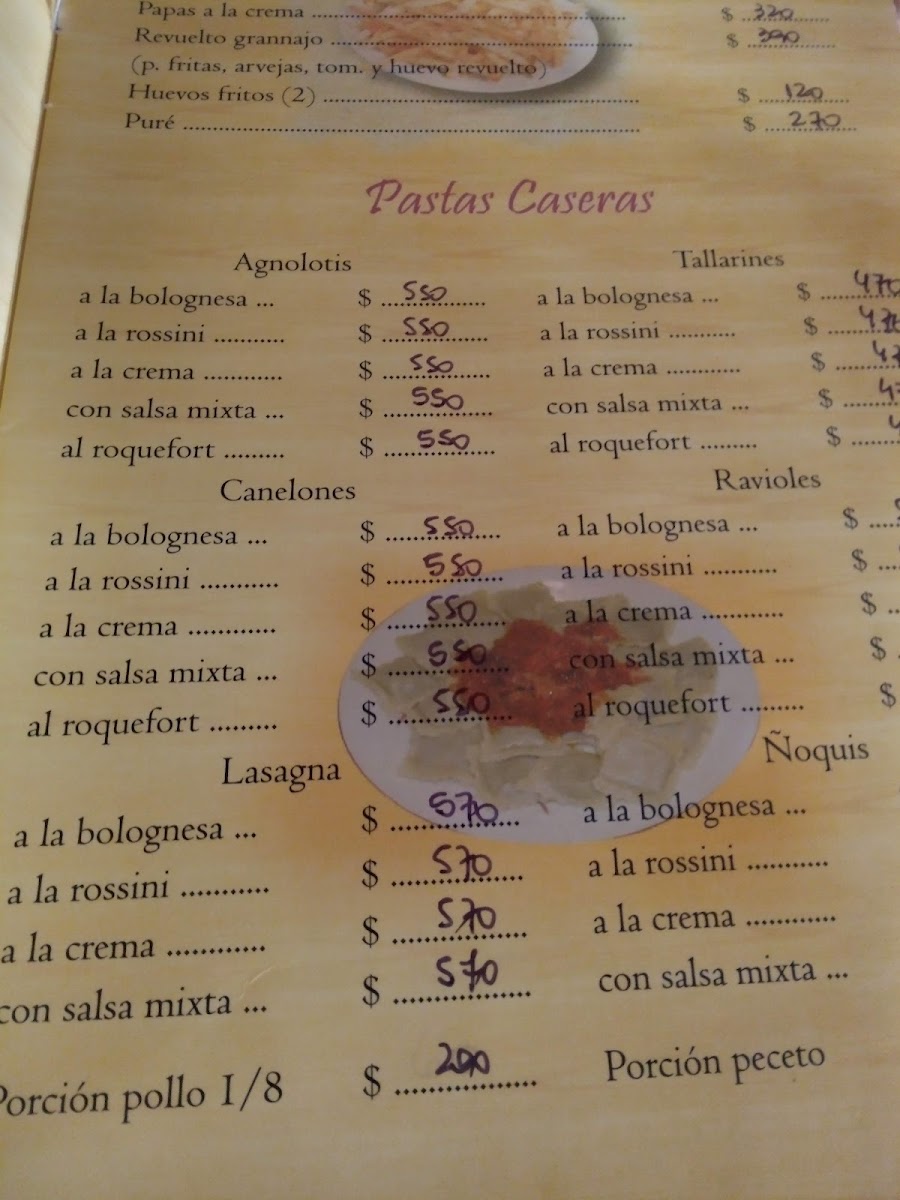 Papas a la crema ........ $ 320
Revuelto grannajo ........ $ 390
(p. fritas, arvejas, tom. y huevo revuelto)
Huevos fritos (2) ........ $ 120
Puré ........ $ 270
Pastas Caseras
Agnolotis
a la bolognesa ... $ 550
a la rossini ........... $ 550
a la crema ............ $ 550
con salsa mixta ... $ 550
al roquefort ......... $ 550
Canelones
a la bolognesa ... $ 550
a la rossini ........... $ 550
a la crema ............ $ 550
con salsa mixta ... $ 550
al roquefort ......... $ 550
Lasagna
a la bolognesa ... $ 570
a la rossini ........... $ 570
a la crema ............ $ 570
con salsa mixta ... $ 570
Porción pollo 1/8 $ 200
Tallarines
a la bolognesa ... $ 470
a la rossini ........... $
a la crema ............ $
con salsa mixta ... $
al roquefort ......... $
Ravioles
a la bolognesa ... $
a la rossini ........... $
a la crema ............ $
con salsa mixta ... $
al roquefort ......... $
Ñoquis
a la bolognesa ...
a la rossini ...........
a la crema ............
con salsa mixta ...
Porción peceto